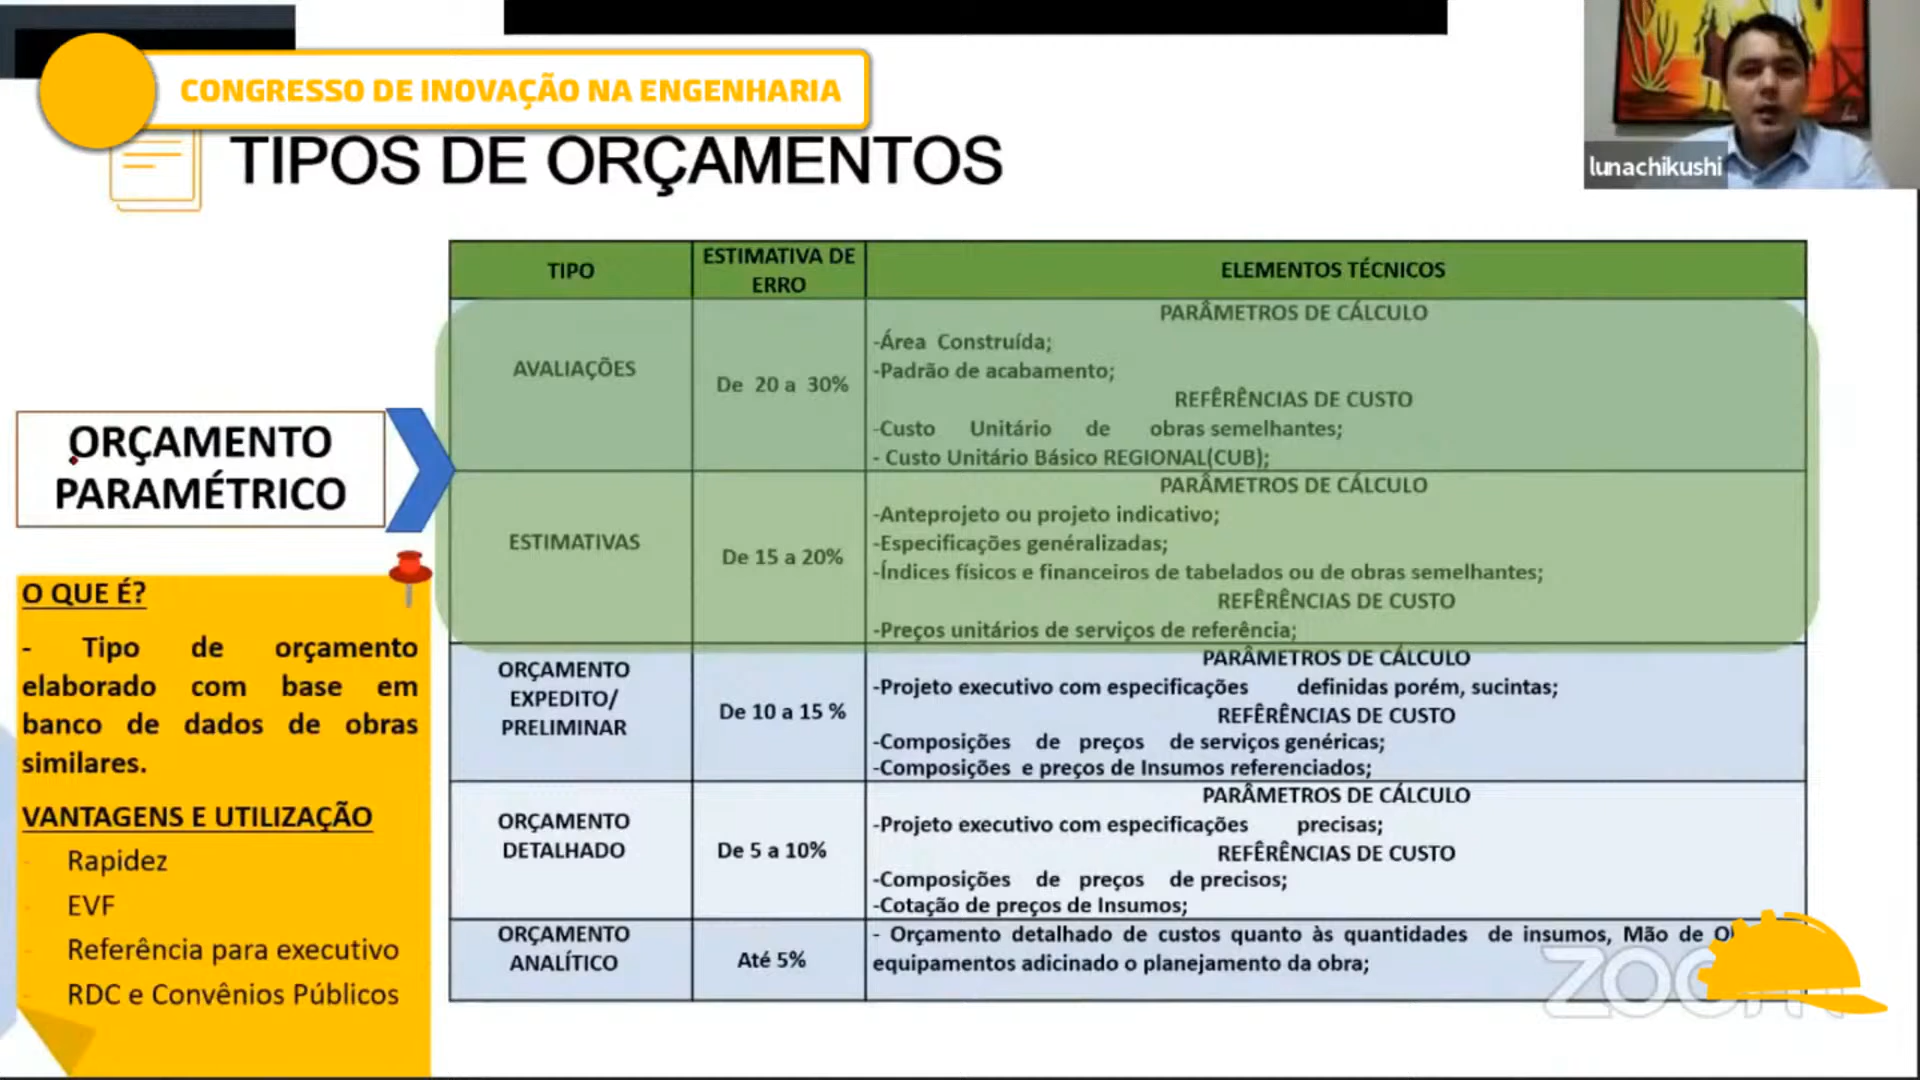 CONGRESSO DE INOVAÇÃO NA ENGENHARIA
lunachikushi
TIPOS DE ORÇAMENTOS
TIPO
ESTIMATIVA DE
ERRO
ELEMENTOS TÉCNICOS
AVALIAÇÕES
De 20 a 30%
PARÂMETROS DE CÁLCULO
-Área Construída;
-Padrão de acabamento;
REFÊRÊNCIAS DE CUSTO
-Custo Unitário de obras semelhantes;
- Custo Unitário Básico REGIONAL(CUB);
ESTIMATIVAS
De 15 a 20%
PARÂMETROS DE CÁLCULO
-Anteprojeto ou projeto indicativo;
-Especificações genéralizadas;
-Índices físicos e financeiros de tabelados ou de obras semelhantes;
REFÊRÊNCIAS DE CUSTO
-Preços unitários de serviços de referência;
ORÇAMENTO
EXPEDITO/
PRELIMINAR
De 10 a 15 %
PARÂMETROS DE CÁLCULO
-Projeto executivo com especificações definidas porém, sucintas;
REFÊRÊNCIAS DE CUSTO
-Composições de preços de serviços genéricas;
-Composições e preços de Insumos referenciados;
ORÇAMENTO
DETALHADO
De 5 a 10%
PARÂMETROS DE CÁLCULO
-Projeto executivo com especificações precisas;
REFÊRÊNCIAS DE CUSTO
-Composições de preços de precisos;
-Cotação de preços de Insumos;
ORÇAMENTO
ANALÍTICO
Até 5%
- Orçamento detalhado de custos quanto às quantidades de insumos, Mão de
equipamentos adicinado o planejamento da obra;
ORÇAMENTO
PARAMÉTRICO
O QUE É?
- Tipo de orçamento
elaborado com base em
banco de dados de obras
similares.
VANTAGENS E UTILIZAÇÃO
- Rapidez
- EVF
- Referência para executivo
- RDC e Convênios Públicos